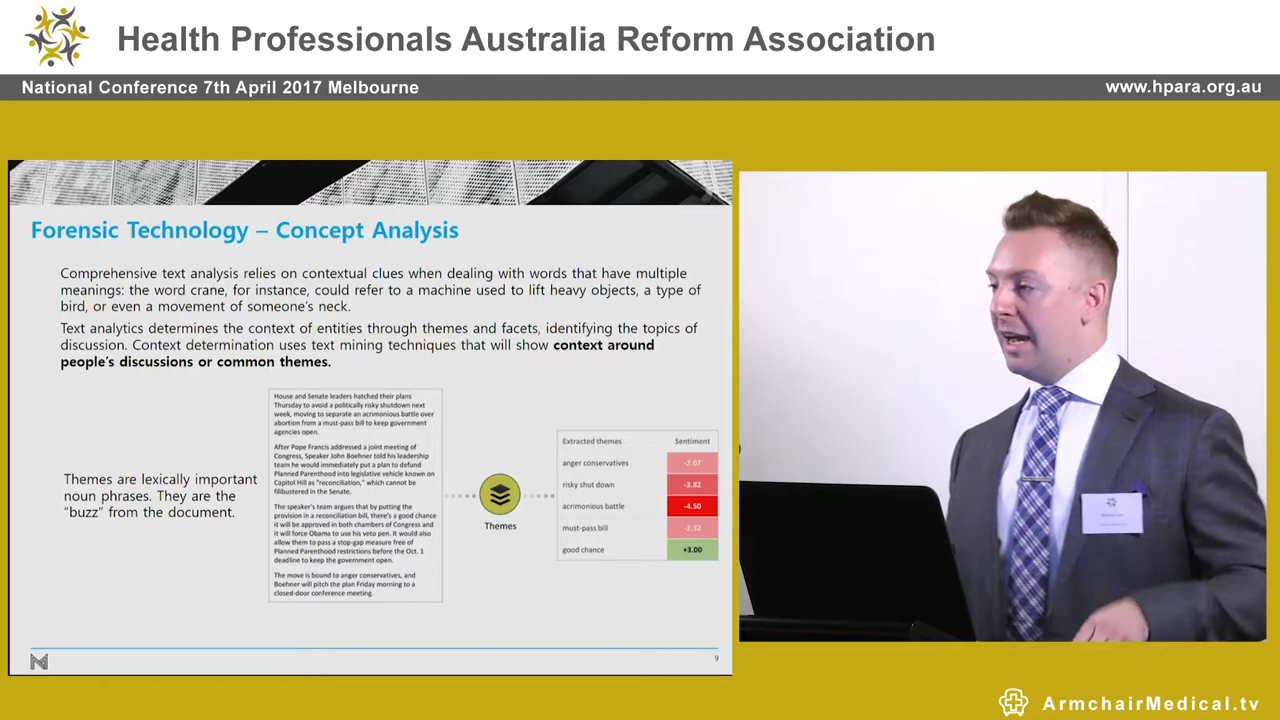 Health Professionals Australia Reform Association
National Conference 7th April 2017 Melbourne
www.hpara.org.au
Forensic Technology – Concept Analysis
Comprehensive text analysis relies on contextual clues when dealing with words that have multiple
meanings: the word crane, for instance, could refer to a machine used to lift heavy objects, a type of
bird, or even a movement of someone's neck.
Text analytics determines the context of entities through themes and facets, identifying the topics of
discussion. Context determination uses text mining techniques that will show context around
people's discussions or common themes.
Themes are lexically important
noun phrases. They are the
"buzz" from the document.
House and Senate leaders hatched their plans
Thursday to avoid a politically risky shutdown next
week, moving to separate an acrimonious battle over
abortion from a must-pass bill to keep government
agencies open.
After Pope Francis addressed a joint meeting of
Congress, Speaker John Boehner told his leadership
team he would immediately put a plan to defund
Planned Parenthood into legislative vehicle known on
Capitol Hill as "reconciliation," which cannot be
filibustered in the Senate.
The speaker's team argues that by putting the
provision in a reconciliation bill, there's a good chance
it will be approved in both chambers of Congress and
it will force Obama to use his veto pen. It would also
allow them to pass a stop-gap measure free of
Planned Parenthood restrictions before the Oct. 1
deadline to keep the government open.
The move is bound to anger conservatives, and
Boehner will pitch the plan Friday morning to a
closed-door conference meeting.
Themes
Extracted themes Sentiment
anger conservatives -2.07
risky shut down -3.82
acrimonious battle -4.50
must-pass bill -2.32
good chance +3.00
9
ArmchairMedical.tv